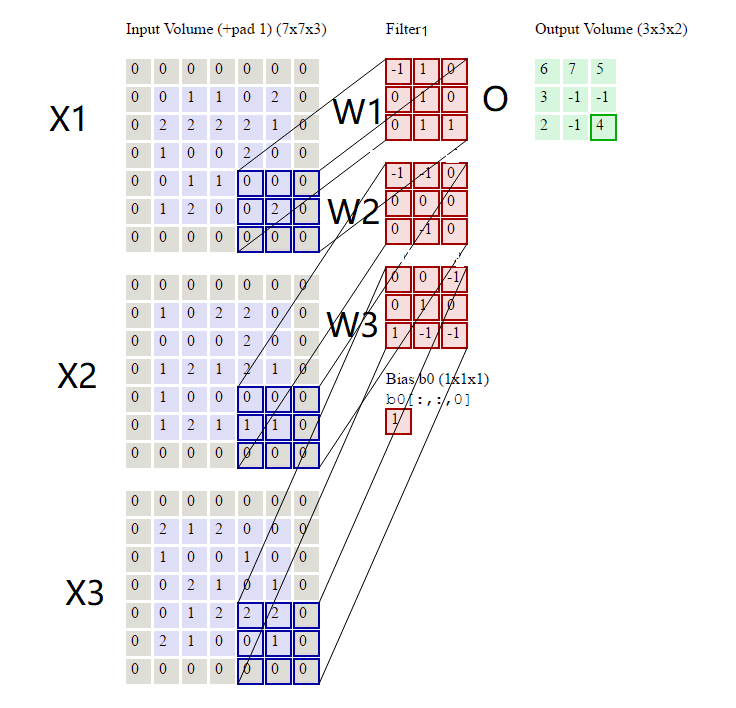 Input Volume (+pad 1) (7x7x3)
Filter1
Output Volume (3x3x2)
X1
0 0 0 0 0 0 0
0 0 1 1 0 2 0
0 2 2 2 2 1 0
0 1 0 0 2 0 0
0 0 1 1 0 0 0
0 1 2 0 0 2 0
0 0 0 0 0 0 0
W1
-1 1 0
0 1 0
0 1 1
O
6 7 5
3 -1 -1
2 -1 4
W2
-1 -1 0
0 0 0
0 -1 0
X2
0 0 0 0 0 0 0
0 1 0 2 2 0 0
0 0 0 0 2 0 0
0 1 2 1 2 1 0
0 1 0 0 0 0 0
0 1 2 1 1 1 0
0 0 0 0 0 0 0
W3
0 0 -1
0 1 0
1 -1 -1
Bias b0 (1x1x1)
b0[:,:,0]
1
X3
0 0 0 0 0 0 0
0 2 1 2 0 0 0
0 1 0 0 1 0 0
0 0 2 1 0 1 0
0 0 1 2 2 2 0
0 2 1 0 0 1 0
0 0 0 0 0 0 0